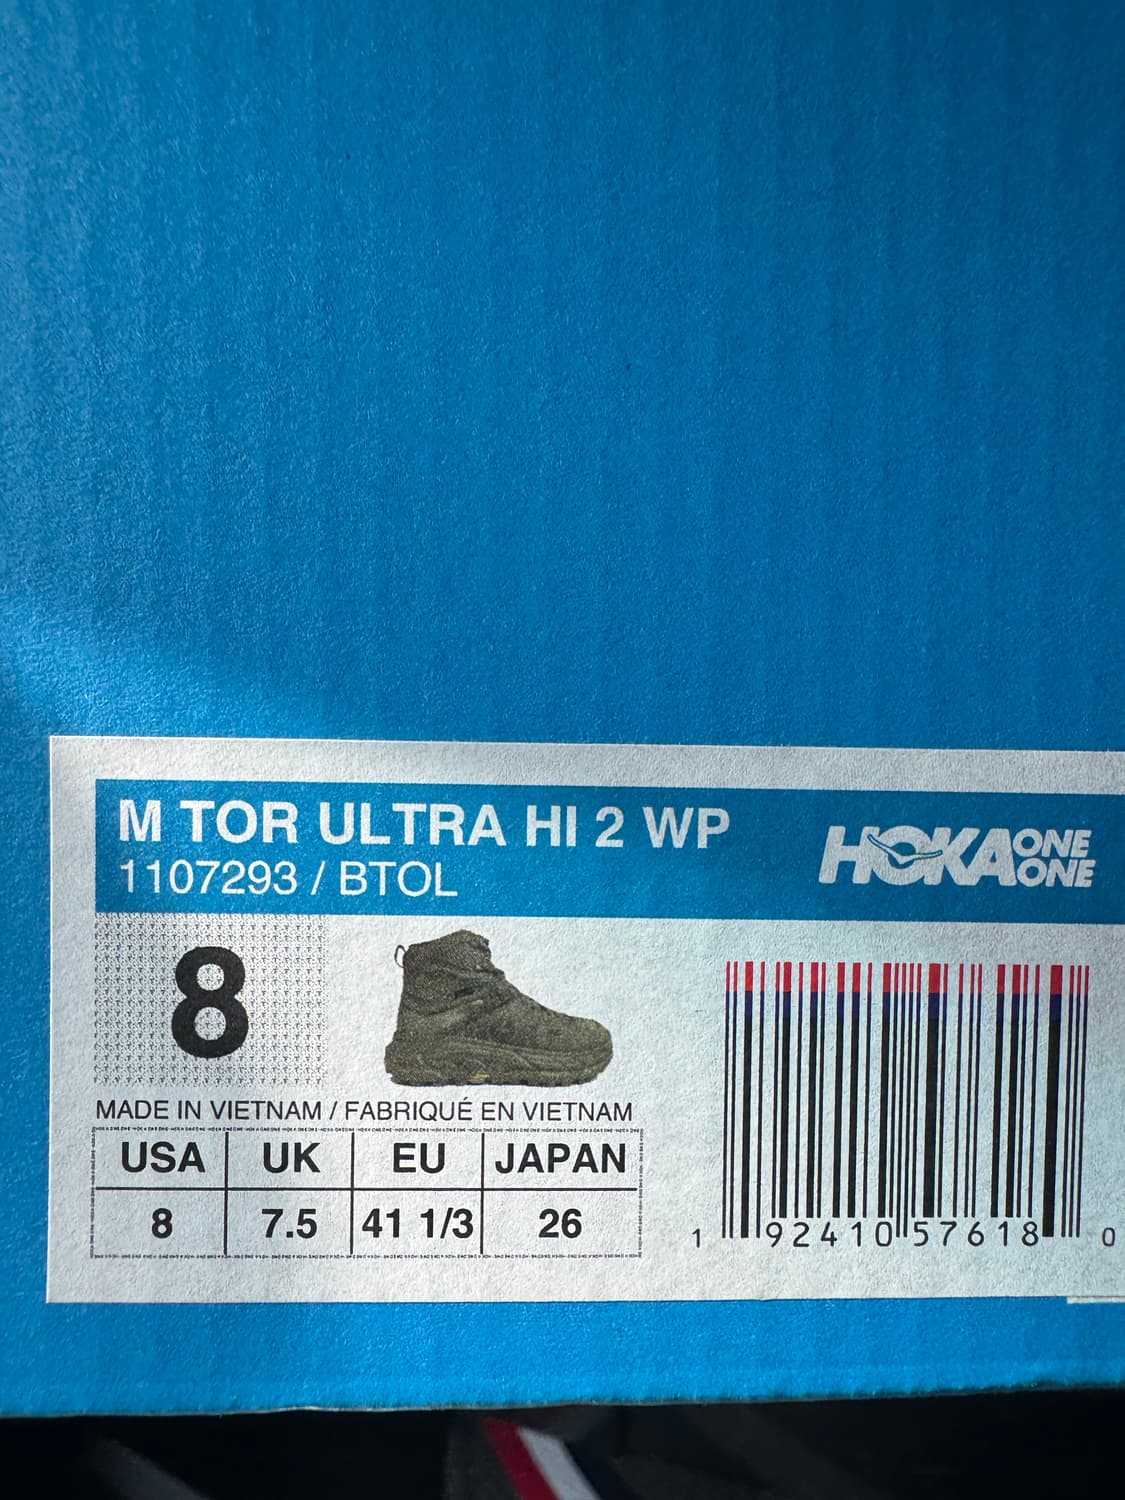 M TOR ULTRA HI 2 WP
1107293 / BTOL
HOKA ONE ONE
8
MADE IN VIETNAM / FABRIQUÉ EN VIETNAM
USA UK EU JAPAN
8 7.5 41 1/3 26
1 92410 57618 0